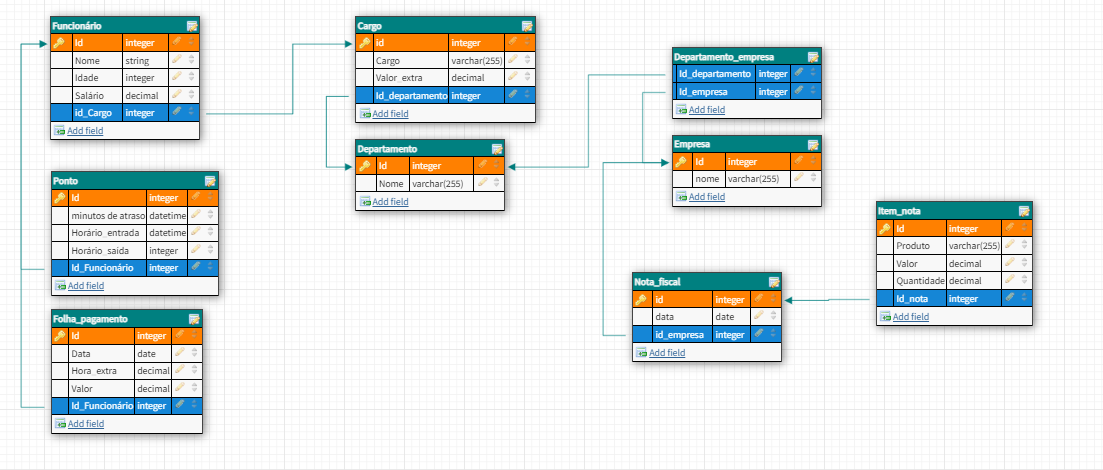 Funcionário
Id integer
Nome string
Idade integer
Salário decimal
id_Cargo integer
Add field
Ponto
Id integer
minutos de atraso datetime
Horário_entrada datetime
Horário_saída integer
Id_Funcionário integer
Add field
Folha_pagamento
Id integer
Data date
Hora_extra decimal
Valor decimal
Id_Funcionário integer
Add field
Cargo
id integer
Cargo varchar(255)
Valor_extra decimal
Id_departamento integer
Add field
Departamento
Id integer
Nome varchar(255)
Add field
Departamento_empresa
Id_departamento integer
Id_empresa integer
Add field
Empresa
Id integer
nome varchar(255)
Add field
Nota_fiscal
id integer
data date
id_empresa integer
Add field
Item_nota
Id integer
Produto varchar(255)
Valor decimal
Quantidade decimal
Id_nota integer
Add field